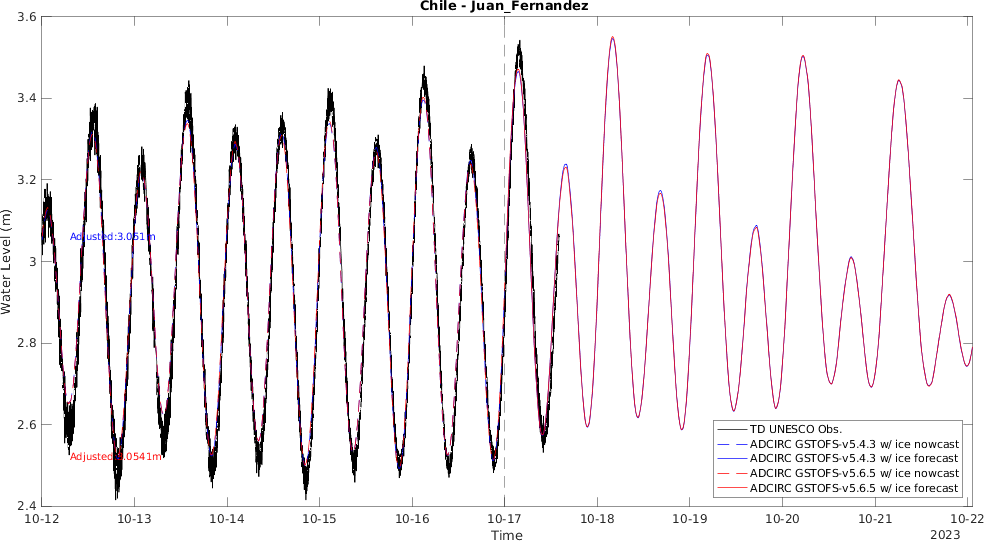 Chile - Juan_Fernandez
3.6
3.4
3.2
3
2.8
2.6
2.4
Water Level (m)
Adjusted:3.051m
Adjusted:3.0541m
TD UNESCO Obs.
ADCIRC GSTOFS-v5.4.3 w/ ice nowcast
ADCIRC GSTOFS-v5.4.3 w/ ice forecast
ADCIRC GSTOFS-v5.6.5 w/ ice nowcast
ADCIRC GSTOFS-v5.6.5 w/ ice forecast
10-12 10-13 10-14 10-15 10-16 10-17 10-18 10-19 10-20 10-21 10-22
Time
2023